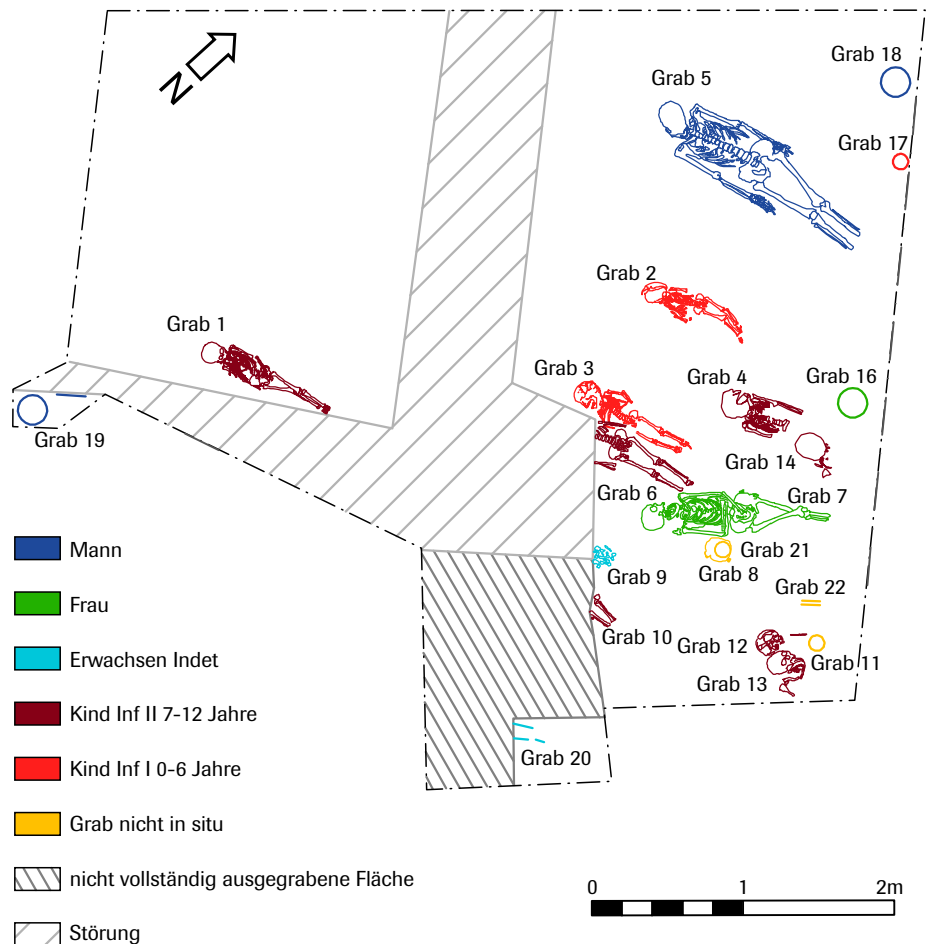 N
Grab 18
Grab 5
Grab 17
Grab 2
Grab 1
Grab 3
Grab 4
Grab 16
Grab 19
Grab 14
Grab 6
Grab 7
Grab 21
Grab 8
Grab 9
Grab 22
Grab 10
Grab 12
Grab 11
Grab 13
Grab 20
Mann
Frau
Erwachsen Indet
Kind Inf II 7-12 Jahre
Kind Inf I 0-6 Jahre
Grab nicht in situ
nicht vollständig ausgegrabene Fläche
Störung
0 1 2m